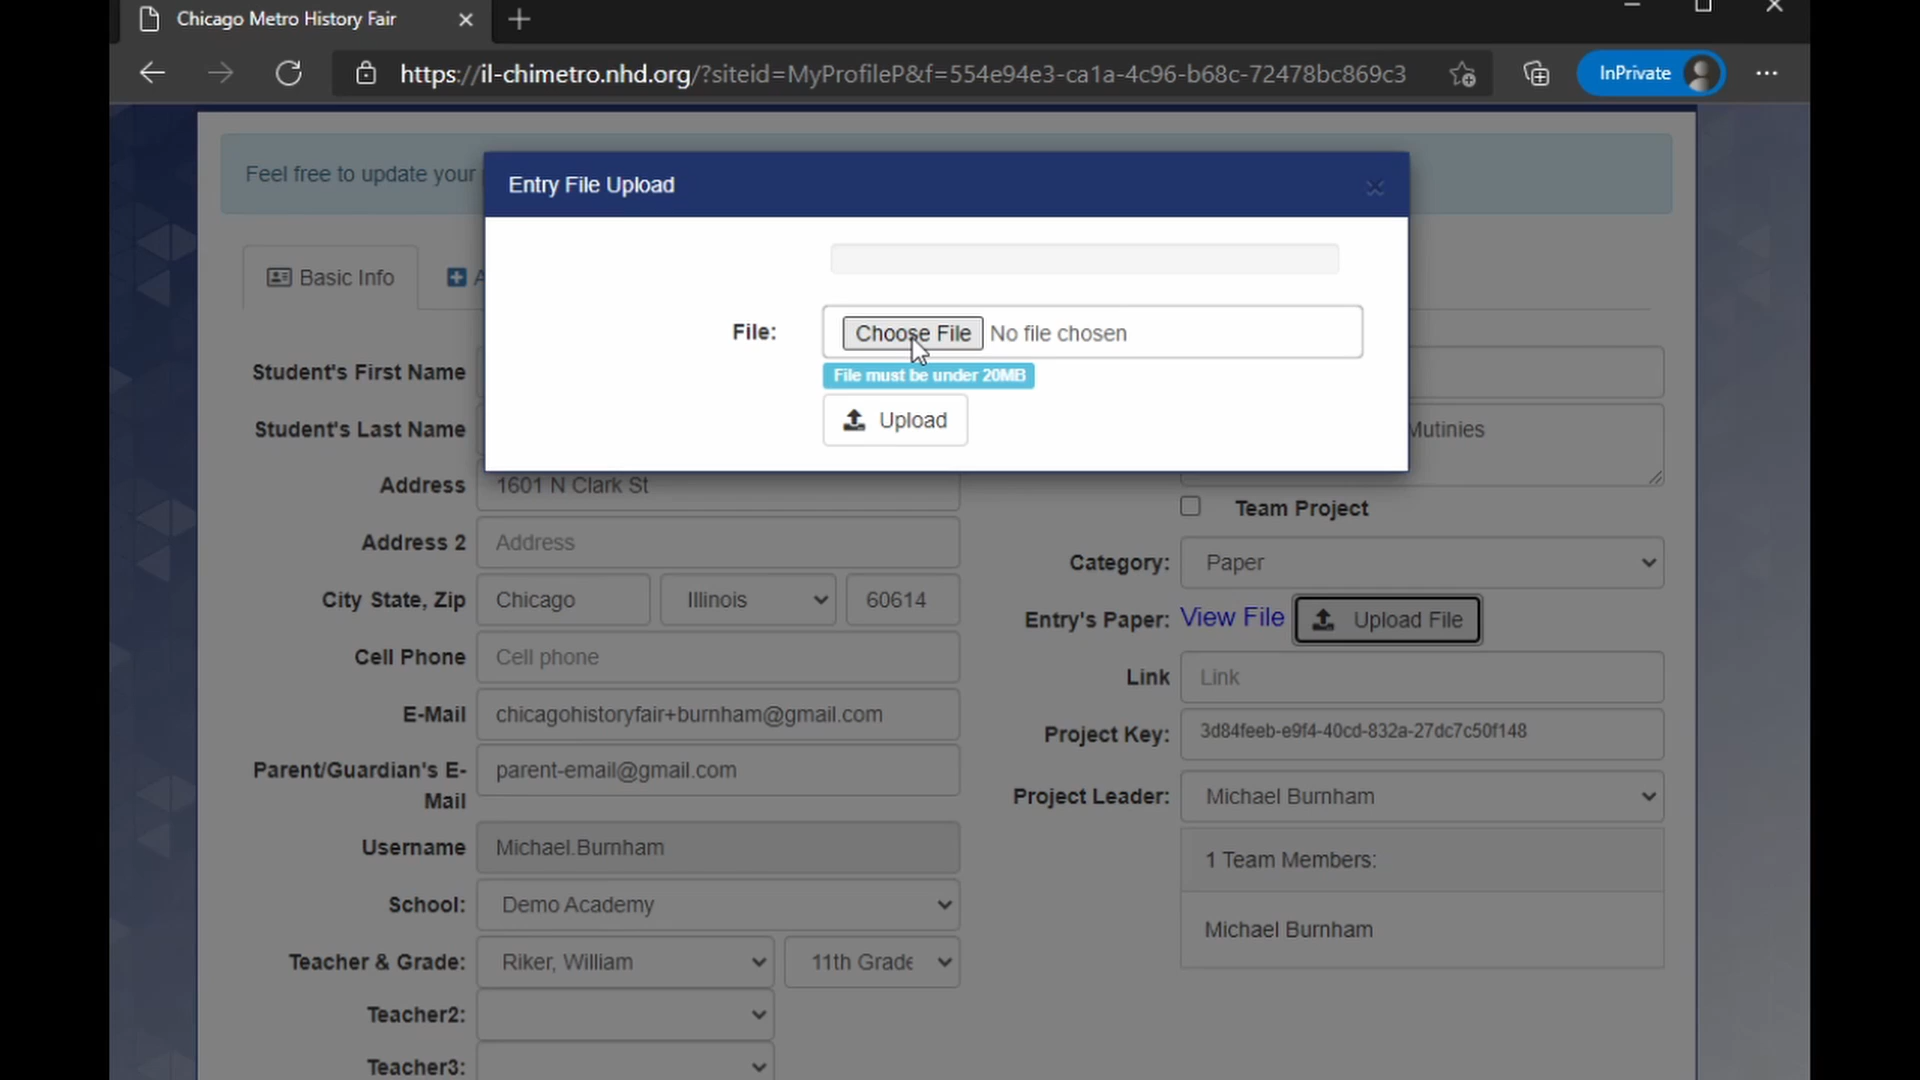 Chicago Metro History Fair
https://il-chimetro.nhd.org/?siteid=MyProfileP&f=554e94e3-ca1a-4c96-b68c-72478bc869c3
InPrivate
Feel free to update your
Entry File Upload
File:
Choose File No file chosen
File must be under 20MB
Upload
Basic Info
Student's First Name
Student's Last Name
Mutinies
Address
1601 N Clark St
Team Project
Address 2
Address
Category:
Paper
City State, Zip
Chicago
Illinois
60614
Entry's Paper:
View File
Upload File
Cell Phone
Cell phone
Link
Link
E-Mail
chicagohistoryfair+burnham@gmail.com
Project Key:
3d84feeb-e9f4-40cd-832a-27dc7c50f148
Parent/Guardian's E-
Mail
parent-email@gmail.com
Project Leader:
Michael Burnham
Username
Michael.Burnham
1 Team Members:
School:
Demo Academy
Michael Burnham
Teacher & Grade:
Riker, William
11th Grade
Teacher2:
Teacher3: